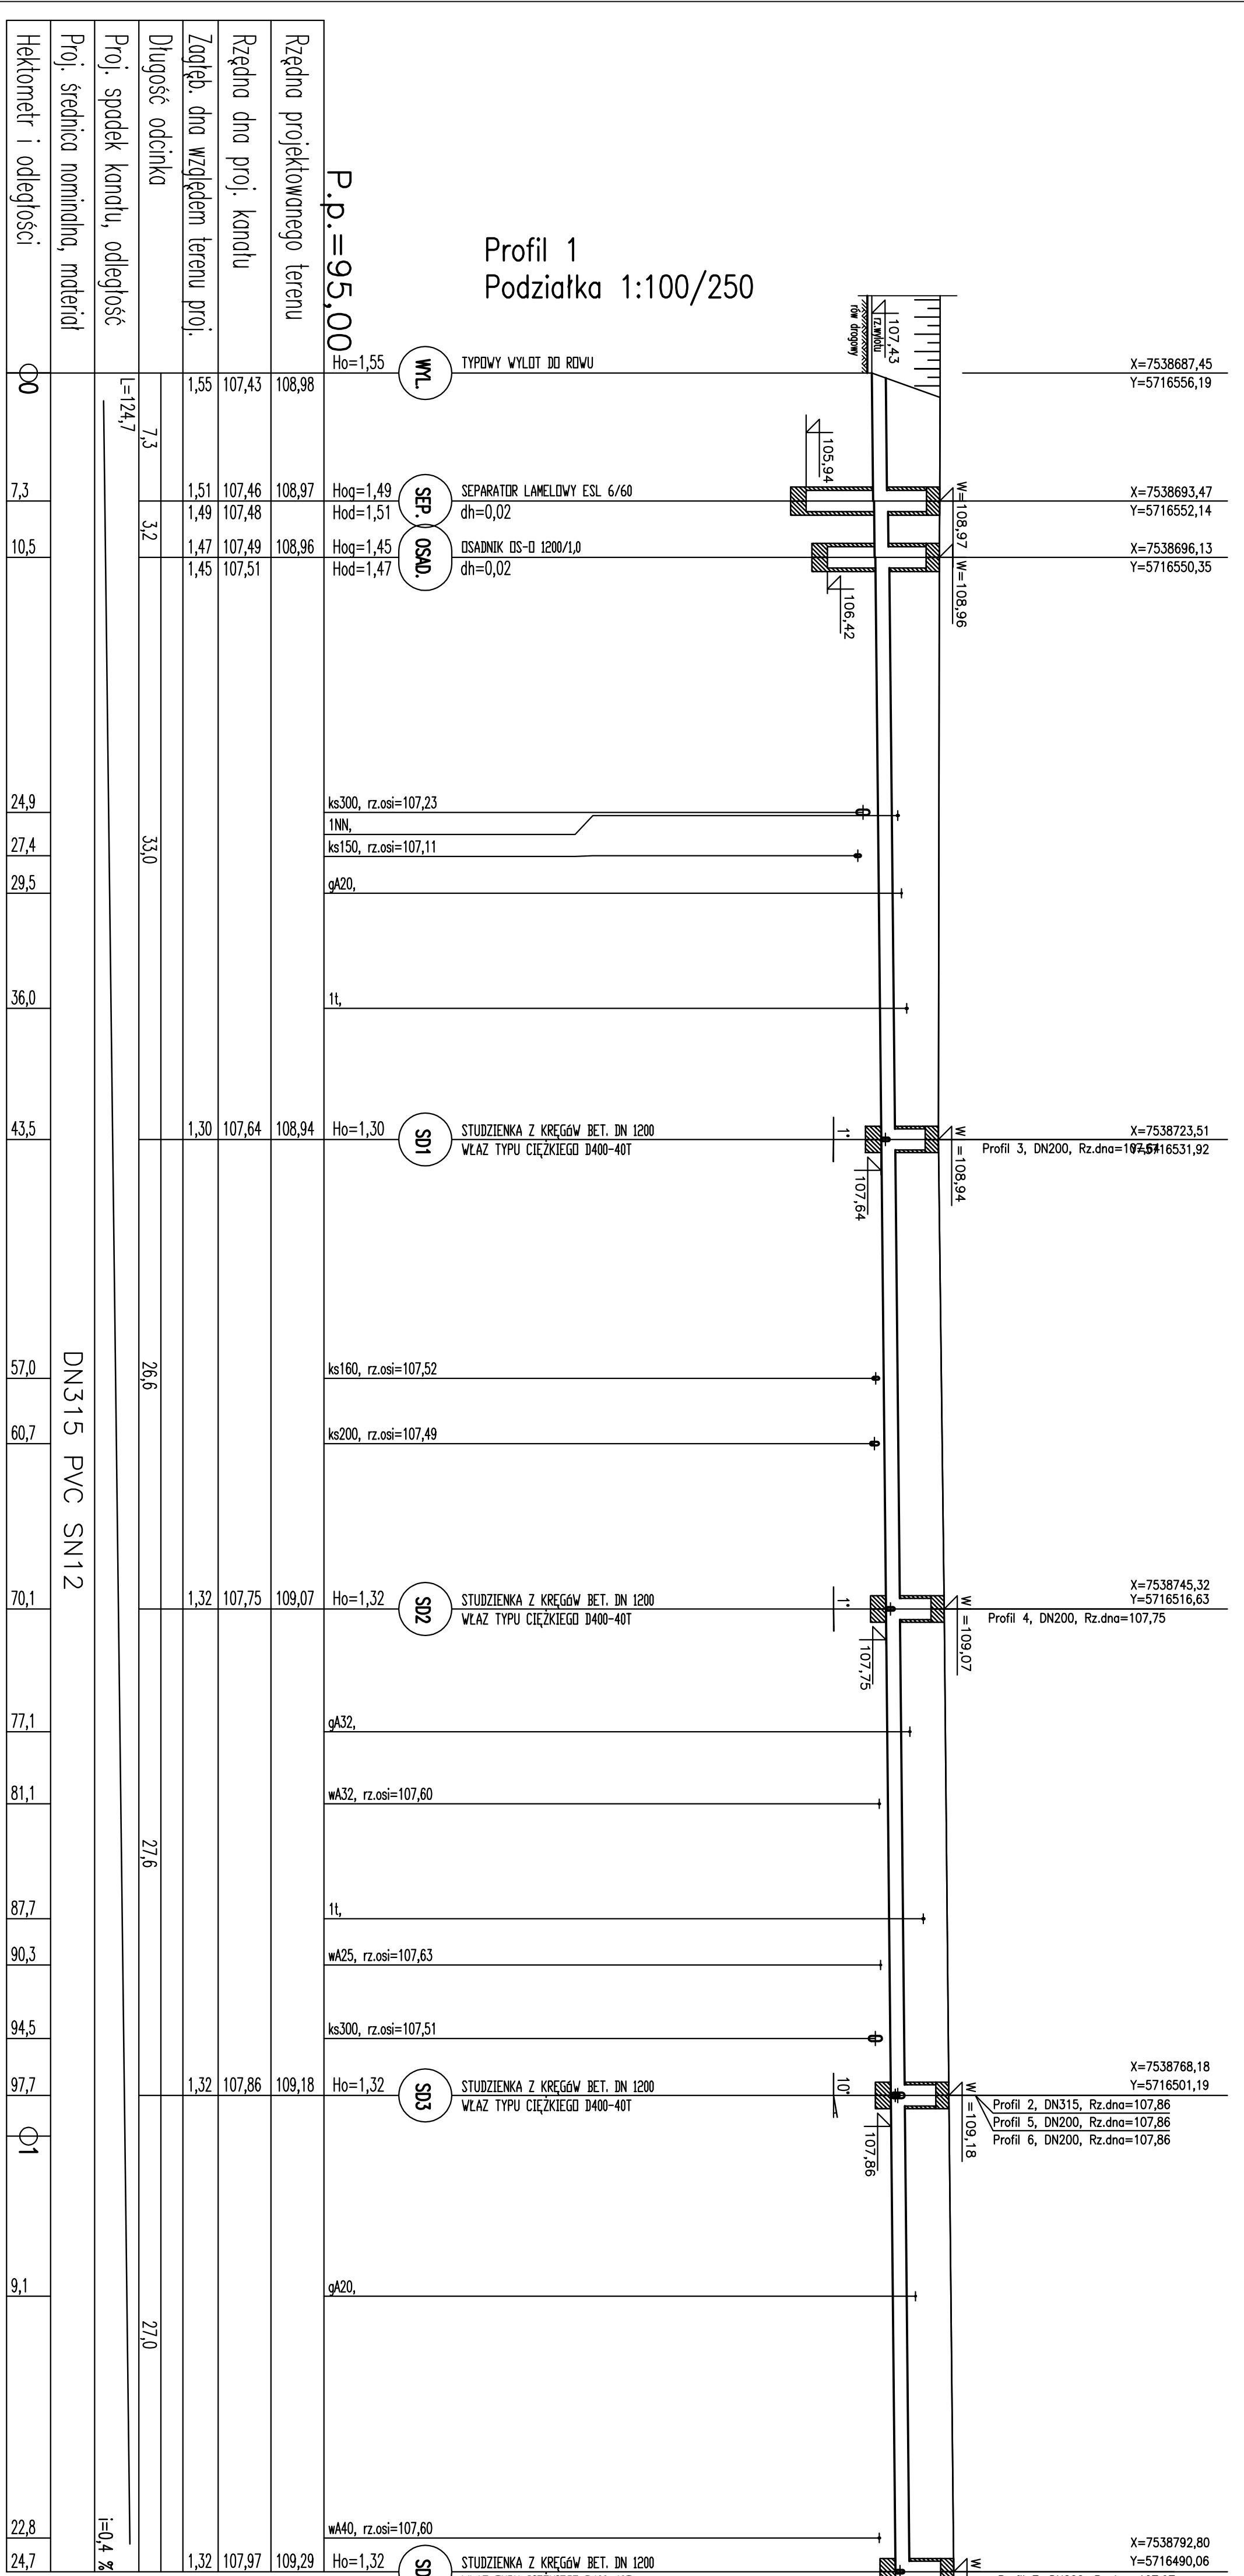 Profil 1
Podziałka 1:100/250
P.p.=95,00
Rzędna projektowanego terenu
Rzędna dna proj. kanału
Zagłęb. dna względem terenu proj.
Długość odcinka
Proj. spadek kanału, odległość
Proj. średnica nominalna, materiał
Hektometr i odległości
107,43
rz.wylotu
rów drogowy
X=7538687,45
Y=5716556,19
Ho=1,55
WYL.
TYPOWY WYLOT DO ROWU
108,98
107,43
1,55
0
L=124,7
7,3
105,94
W=108,97
X=7538693,47
Y=5716552,14
Hog=1,49
Hod=1,51
SEP.
SEPARATOR LAMELOWY ESL 6/60
dh=0,02
108,97
107,46
1,51
107,48
1,49
7,3
3,2
106,42
W=108,96
X=7538696,13
Y=5716550,35
Hog=1,45
Hod=1,47
OSAD.
OSADNIK OS-O 1200/1,0
dh=0,02
108,96
107,49
1,47
107,51
1,45
10,5
33,0
24,9
ks300, rz.osi=107,23
1NN,
27,4
ks150, rz.osi=107,11
29,5
gA20,
36,0
1t,
43,5
1,30
107,64
108,94
Ho=1,30
SD1
STUDZIENKA Z KRĘGÓW BET. DN 1200
WŁAZ TYPU CIĘŻKIEGO D400-40T
1°
107,64
W =108,94
X=7538723,51
Y=5716531,92
Profil 3, DN200, Rz.dna=107,64
26,6
57,0
ks160, rz.osi=107,52
60,7
ks200, rz.osi=107,49
DN315 PVC SN12
70,1
1,32
107,75
109,07
Ho=1,32
SD2
STUDZIENKA Z KRĘGÓW BET. DN 1200
WŁAZ TYPU CIĘŻKIEGO D400-40T
1°
107,75
W =109,07
X=7538745,32
Y=5716516,63
Profil 4, DN200, Rz.dna=107,75
27,6
77,1
gA32,
81,1
wA32, rz.osi=107,60
87,7
1t,
90,3
wA25, rz.osi=107,63
94,5
ks300, rz.osi=107,51
97,7
1,32
107,86
109,18
Ho=1,32
SD3
STUDZIENKA Z KRĘGÓW BET. DN 1200
WŁAZ TYPU CIĘŻKIEGO D400-40T
10°
107,86
W =109,18
X=7538768,18
Y=5716501,19
Profil 2, DN315, Rz.dna=107,86
Profil 5, DN200, Rz.dna=107,86
Profil 6, DN200, Rz.dna=107,86
1
27,0
9,1
gA20,
22,8
wA40, rz.osi=107,60
i=0,4 %
24,7
1,32
107,97
109,29
Ho=1,32
SD
STUDZIENKA Z KRĘGÓW BET. DN 1200
W
X=7538792,80
Y=5716490,06